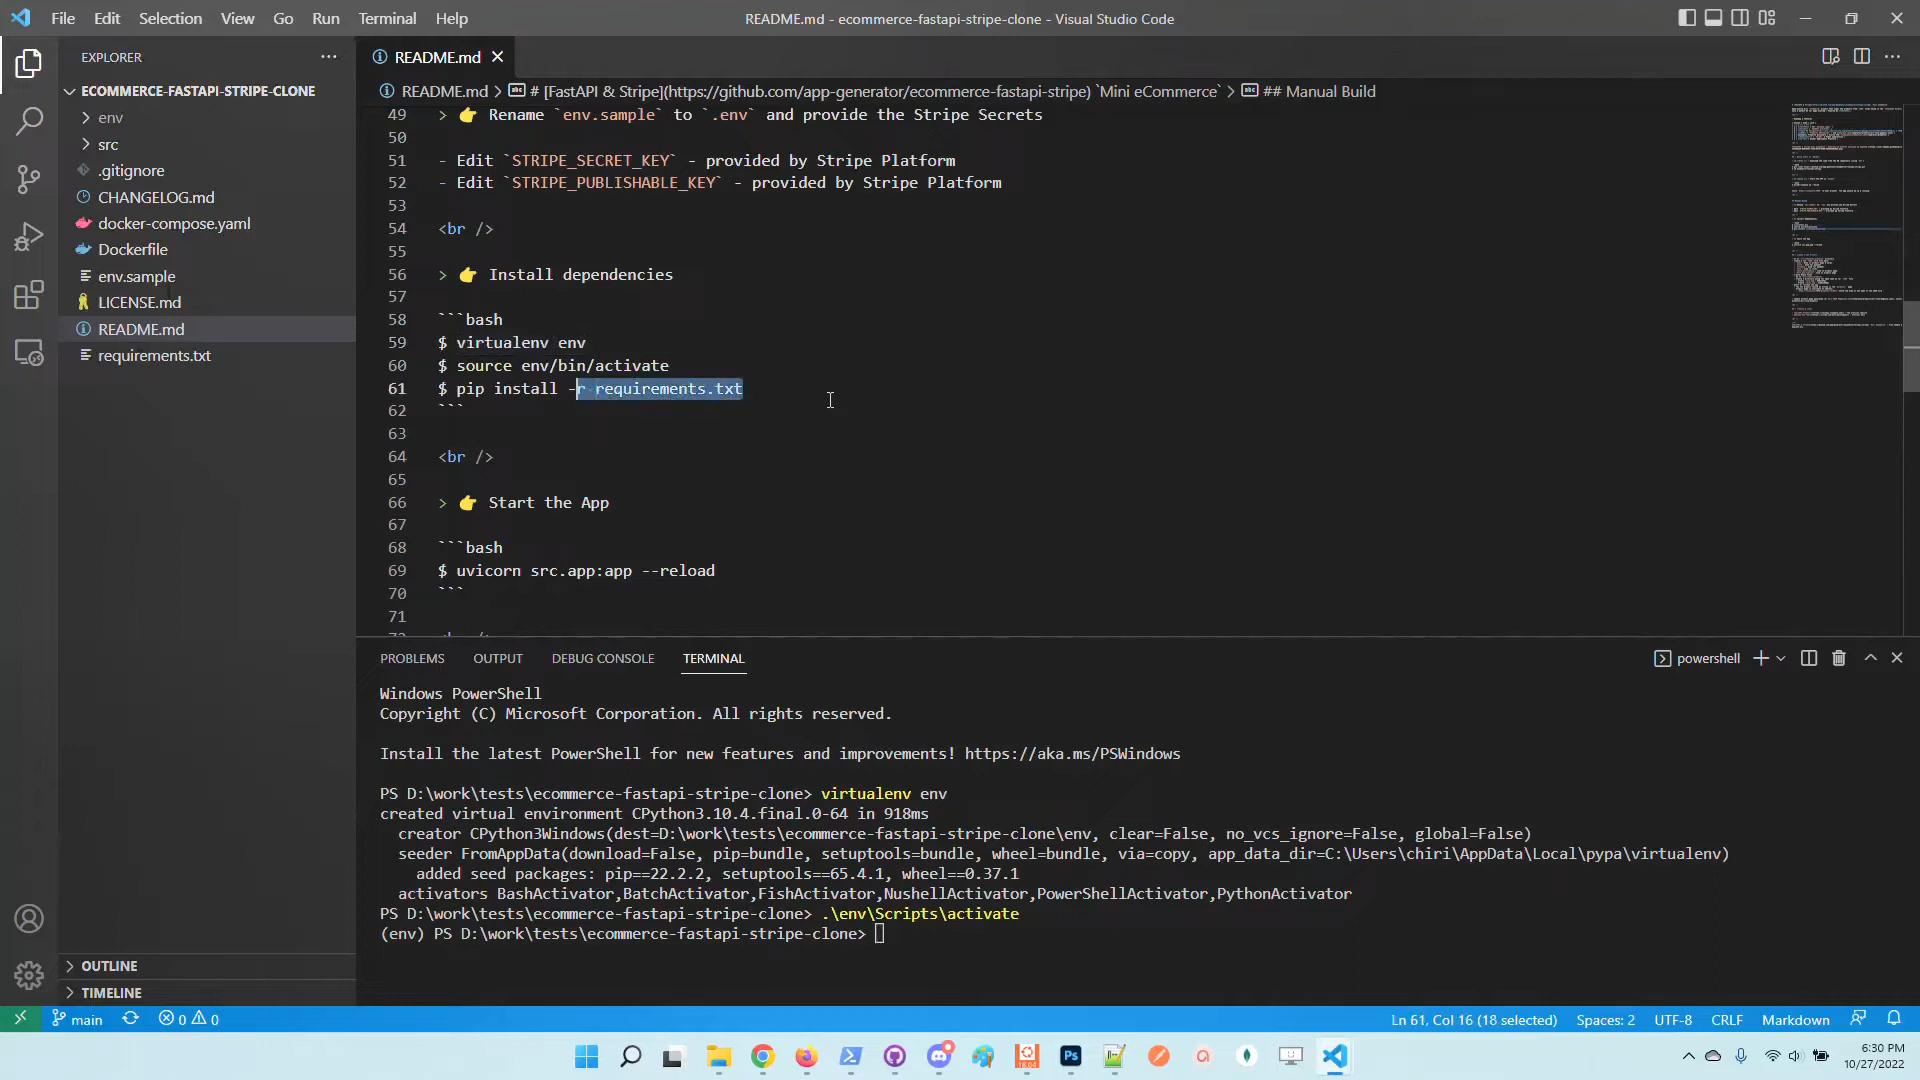 File Edit Selection View Go Run Terminal Help
README.md - ecommerce-fastapi-stripe-clone - Visual Studio Code
EXPLORER
README.md
ECOMMERCE-FASTAPI-STRIPE-CLONE
env
src
.gitignore
CHANGELOG.md
docker-compose.yaml
Dockerfile
env.sample
LICENSE.md
README.md
requirements.txt
OUTLINE
TIMELINE
README.md > # [FastAPI & Stripe](https://github.com/app-generator/ecommerce-fastapi-stripe) `Mini eCommerce` > ## Manual Build
49 > 👉 Rename `env.sample` to `.env` and provide the Stripe Secrets
50
51 - Edit `STRIPE_SECRET_KEY` - provided by Stripe Platform
52 - Edit `STRIPE_PUBLISHABLE_KEY` - provided by Stripe Platform
53
54 <br />
55
56 > 👉 Install dependencies
57
58 ```bash
59 $ virtualenv env
60 $ source env/bin/activate
61 $ pip install -r requirements.txt
62 ```
63
64 <br />
65
66 > 👉 Start the App
67
68 ```bash
69 $ uvicorn src.app:app --reload
70 ```
71
72 <br />
PROBLEMS OUTPUT DEBUG CONSOLE TERMINAL
powershell
Windows PowerShell
Copyright (C) Microsoft Corporation. All rights reserved.
Install the latest PowerShell for new features and improvements! https://aka.ms/PSWindows
PS D:\work\tests\ecommerce-fastapi-stripe-clone> virtualenv env
created virtual environment CPython3.10.4.final.0-64 in 918ms
creator CPython3Windows(dest=D:\work\tests\ecommerce-fastapi-stripe-clone\env, clear=False, no_vcs_ignore=False, global=False)
seeder FromAppData(download=False, pip=bundle, setuptools=bundle, wheel=bundle, via=copy, app_data_dir=C:\Users\chiri\AppData\Local\pypa\virtualenv)
added seed packages: pip==22.2.2, setuptools==65.4.1, wheel==0.37.1
activators BashActivator,BatchActivator,FishActivator,NushellActivator,PowerShellActivator,PythonActivator
PS D:\work\tests\ecommerce-fastapi-stripe-clone> .\env\Scripts\activate
(env) PS D:\work\tests\ecommerce-fastapi-stripe-clone>
main 0 0
Ln 61, Col 16 (18 selected) Spaces: 2 UTF-8 CRLF Markdown
Ps
6:30 PM
10/27/2022